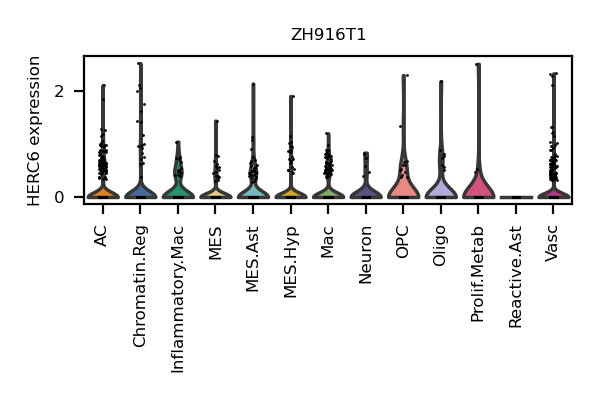 ZH916T1
HERC6 expression
2
0
AC
Chromatin.Reg
Inflammatory.Mac
MES
MES.Ast
MES.Hyp
Mac
Neuron
OPC
Oligo
Prolif.Metab
Reactive.Ast
Vasc